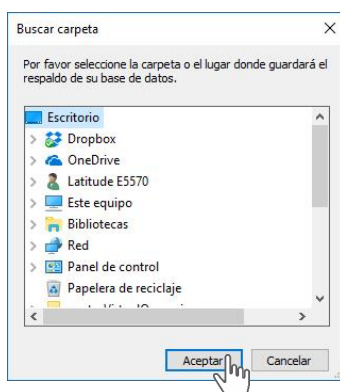 Buscar carpeta
Por favor seleccione la carpeta o el lugar donde guardará el
respaldo de su base de datos.
Escritorio
Dropbox
OneDrive
Latitude E5570
Este equipo
Bibliotecas
Red
Panel de control
Papelera de reciclaje
Aceptar
Cancelar